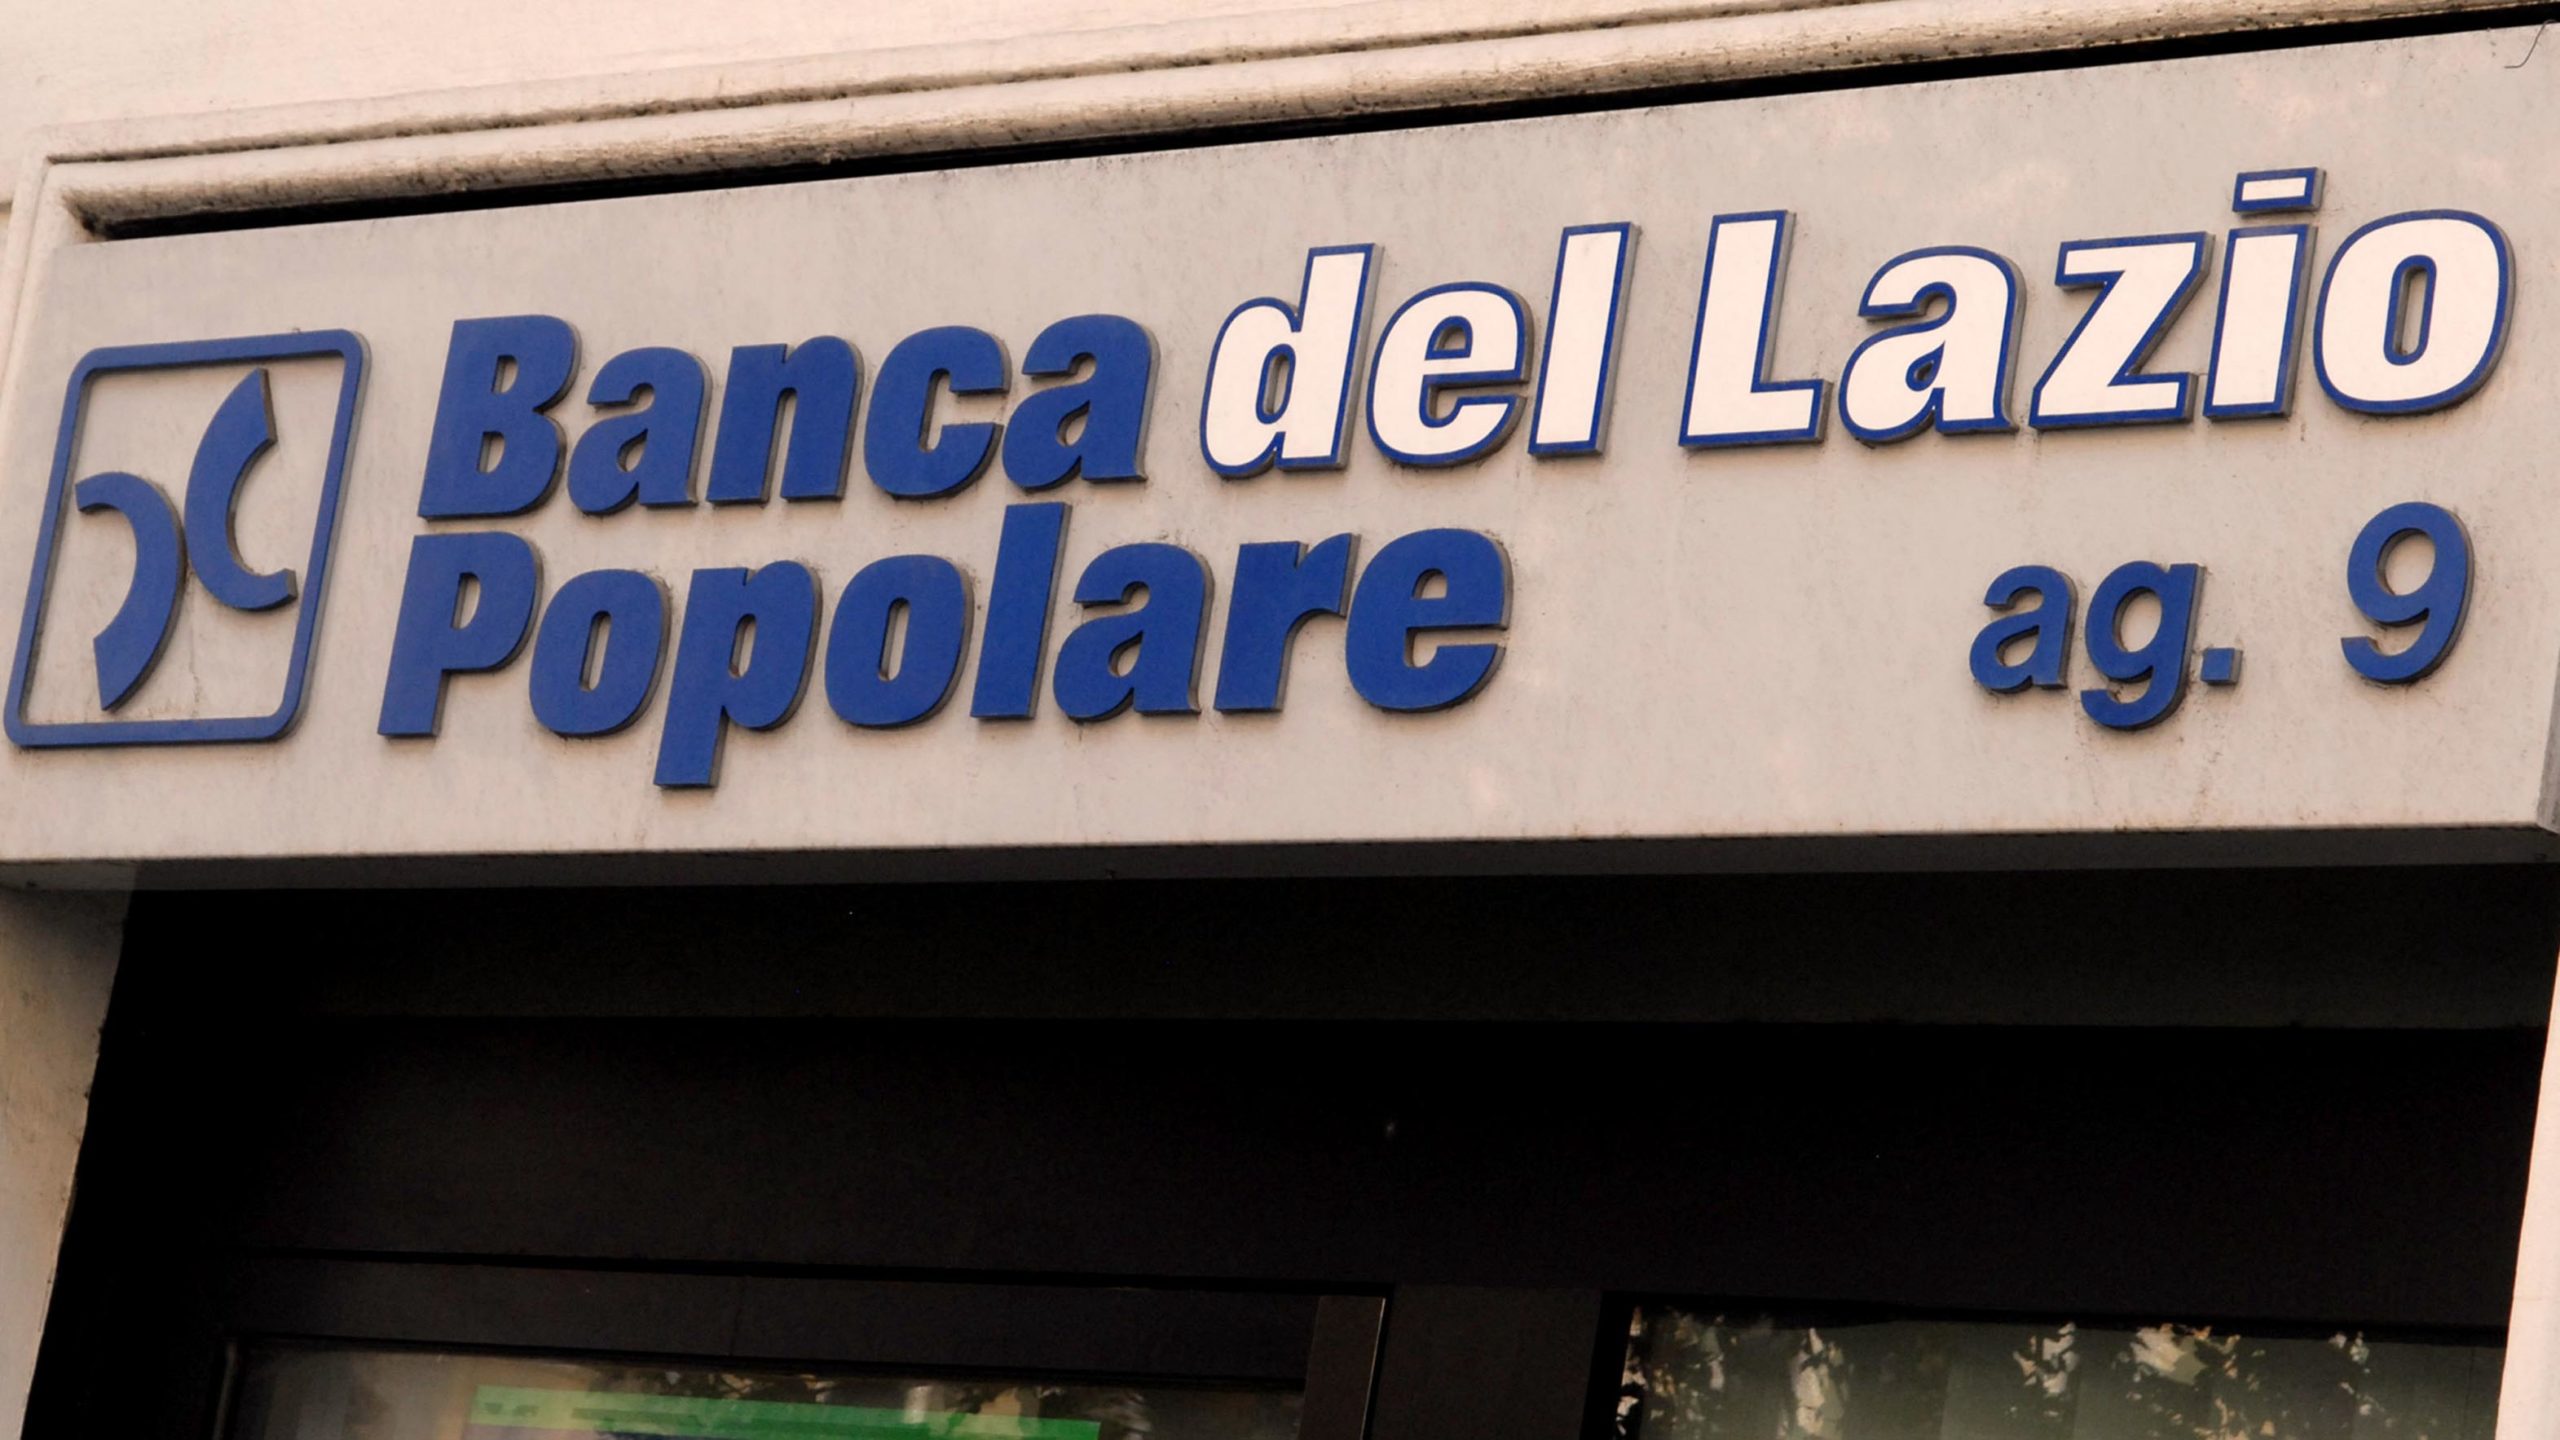 Banca del Lazio
Popolare ag. 9